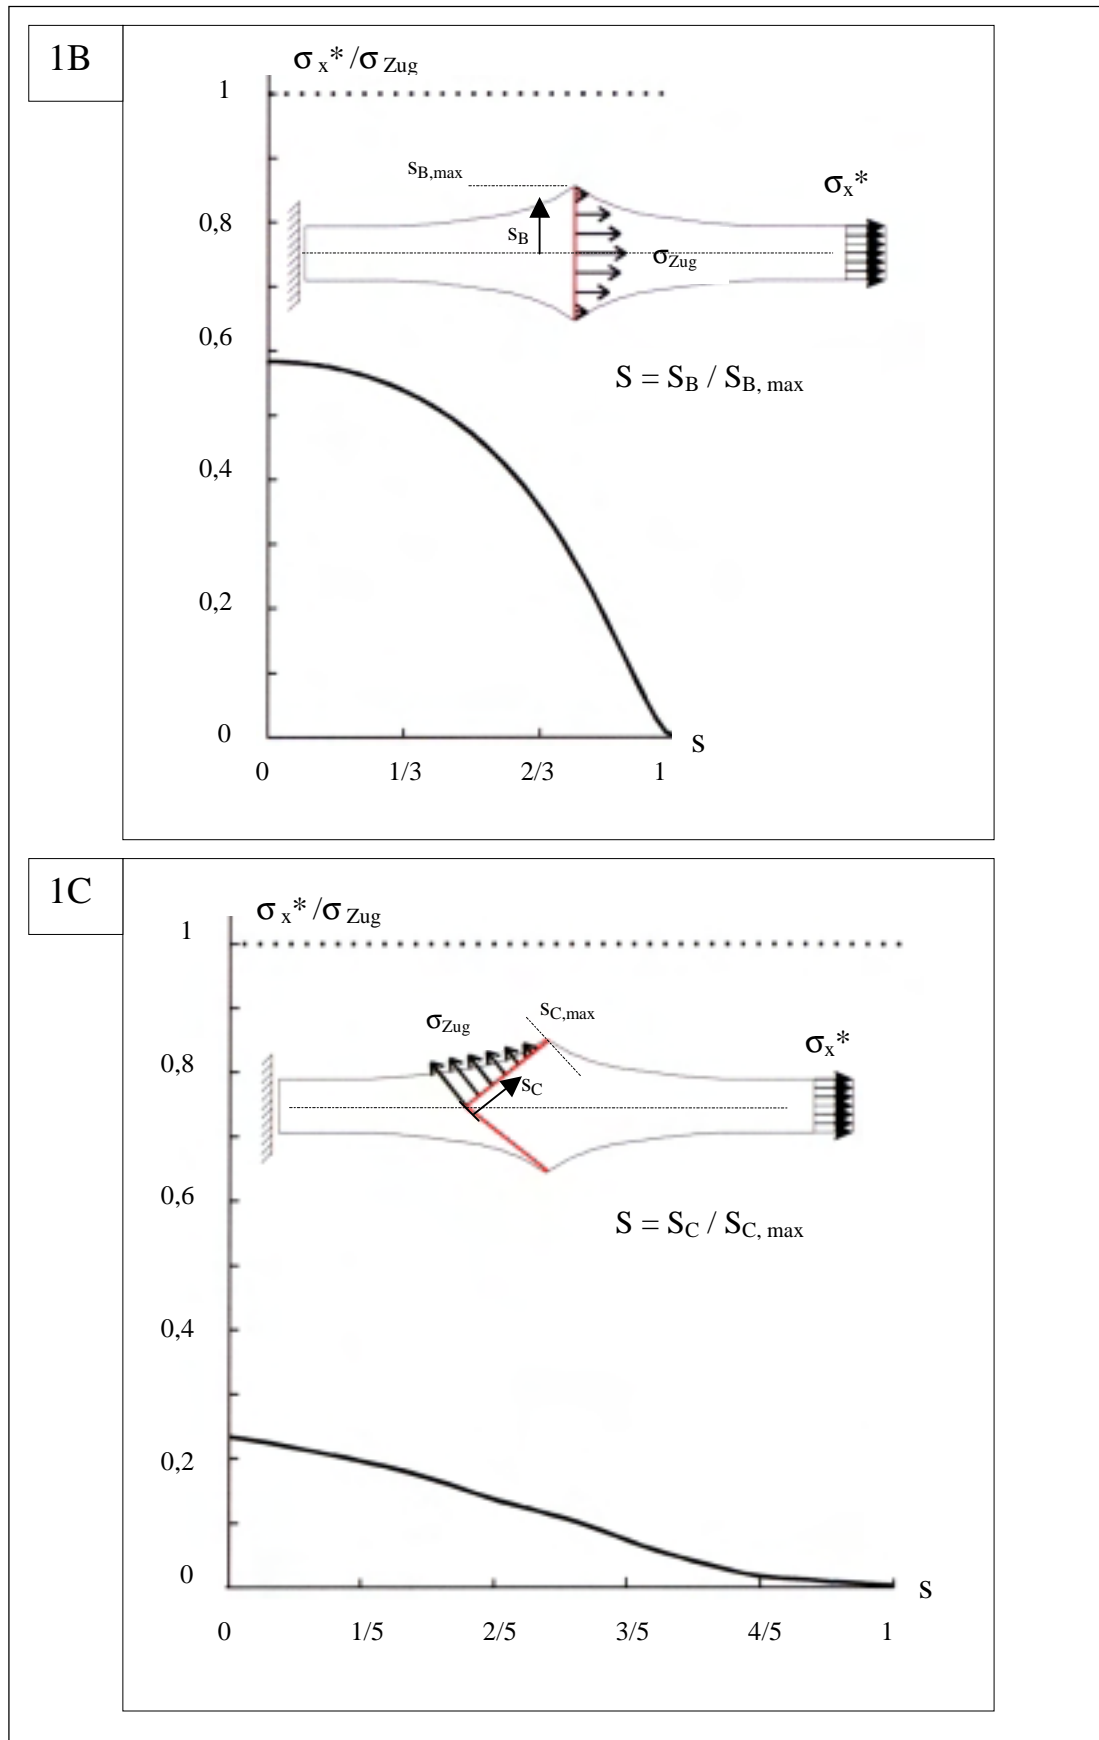 1B
σx*/σZug
1
sB,max
σx*
0,8
sB
σZug
0,6
S = SB / SB, max
0,4
0,2
0
s
0 1/3 2/3 1
1C
σx*/σZug
1
sC,max
σZug
σx*
0,8
sC
0,6
S = SC / SC, max
0,4
0,2
0
s
0 1/5 2/5 3/5 4/5 1